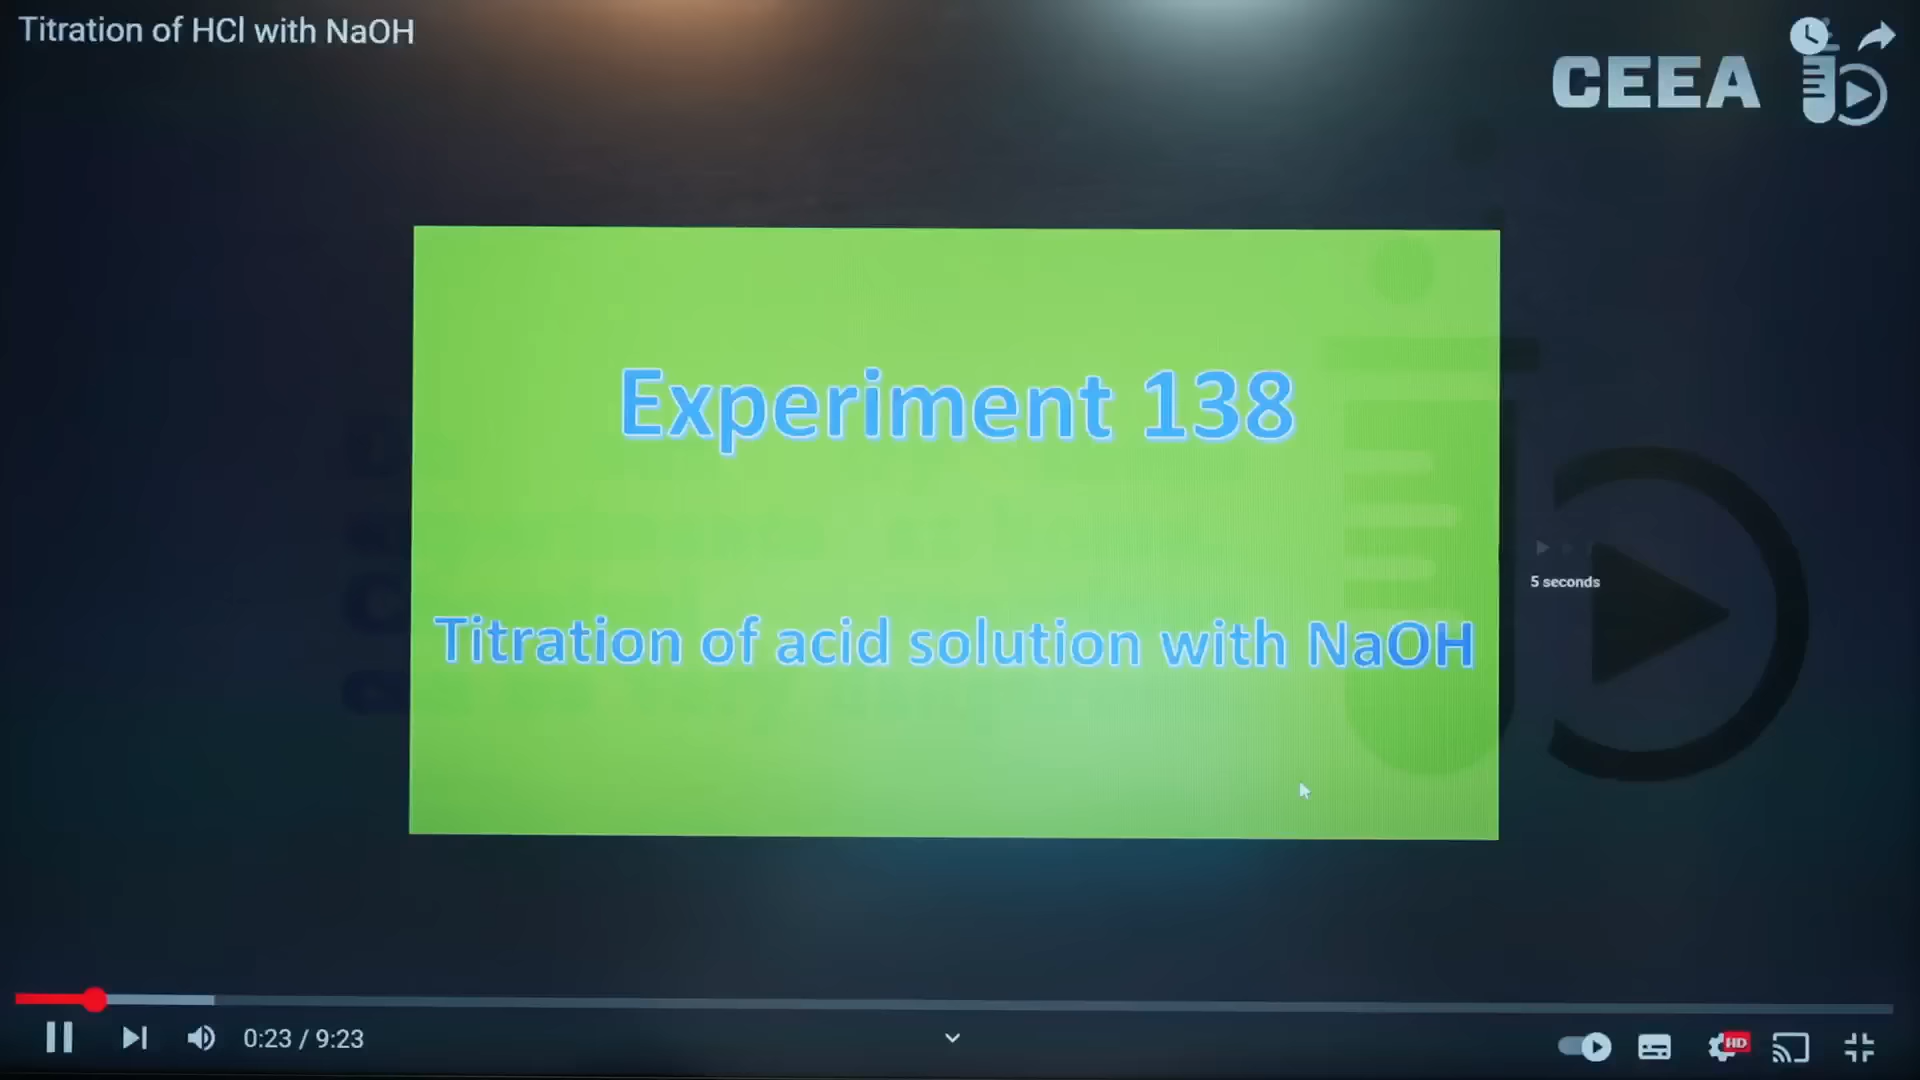 Titration of HCl with NaOH
CEEA
Experiment 138
5 seconds
Titration of acid solution with NaOH
0:23 / 9:23
HD